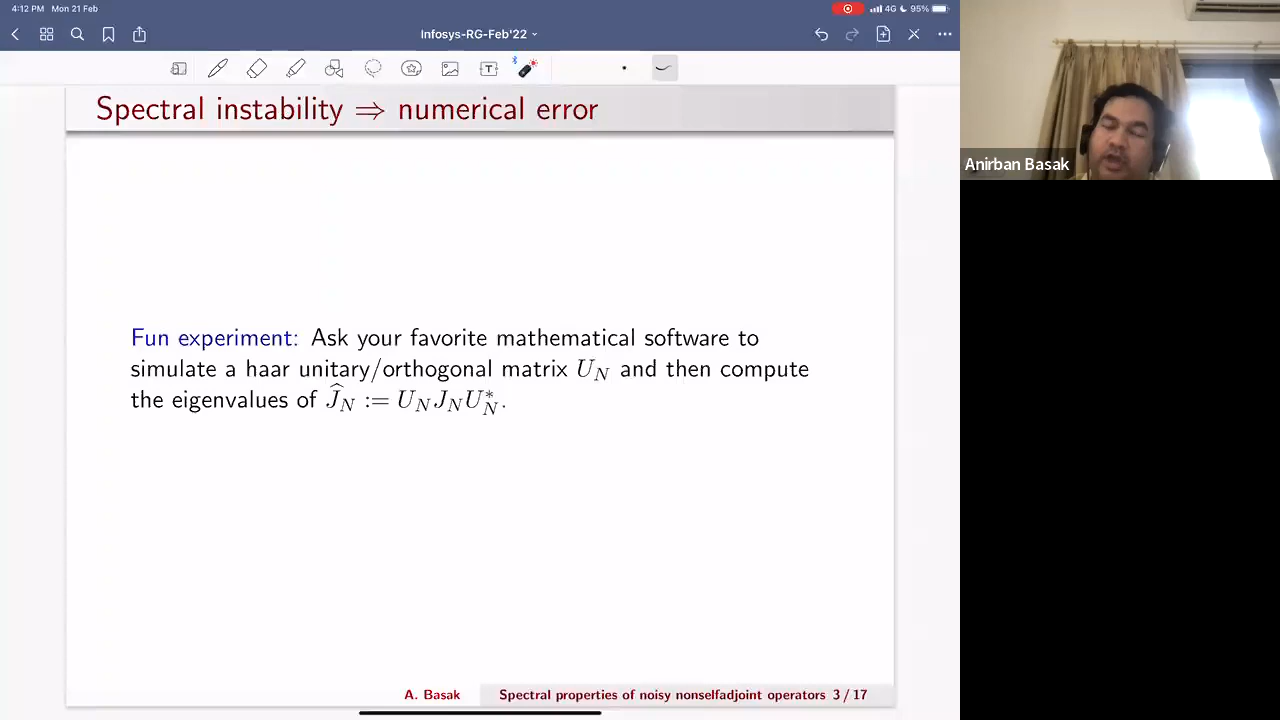 4:12 PM Mon 21 Feb
4G 95%
Infosys-RG-Feb'22
Spectral instability ⇒ numerical error
Anirban Basak
Fun experiment: Ask your favorite mathematical software to
simulate a haar unitary/orthogonal matrix U_N and then compute
the eigenvalues of Ĵ_N := U_N J_N U_N^*.
A. Basak
Spectral properties of noisy nonselfadjoint operators 3 / 17